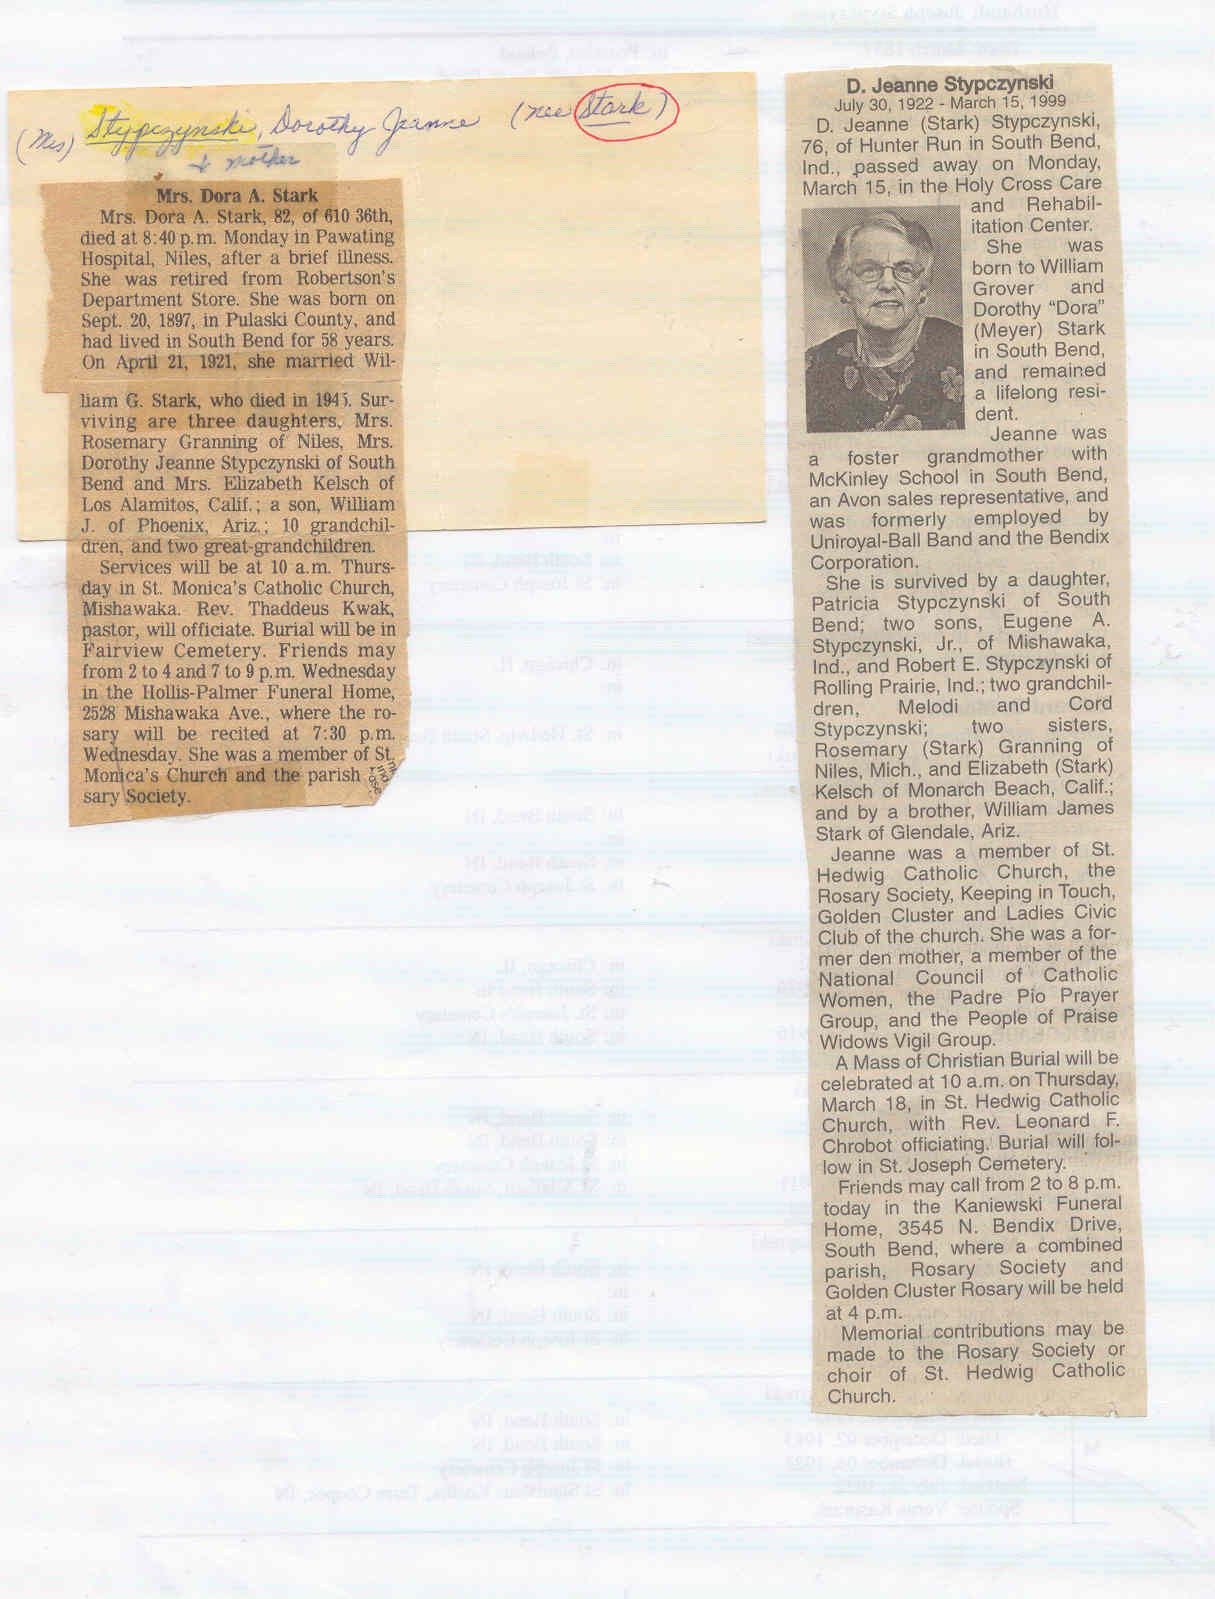 (Mrs) Stypczynski, Dorothy Jeanne (nee Stark)
& mother
Mrs. Dora A. Stark
Mrs. Dora A. Stark, 82, of 610 36th,
died at 8:40 p.m. Monday in Pawating
Hospital, Niles, after a brief illness.
She was retired from Robertson's
Department Store. She was born on
Sept. 20, 1897, in Pulaski County, and
had lived in South Bend for 58 years.
On April 21, 1921, she married Wil-
liam G. Stark, who died in 1945. Sur-
viving are three daughters, Mrs.
Rosemary Granning of Niles, Mrs.
Dorothy Jeanne Stypczynski of South
Bend and Mrs. Elizabeth Kelsch of
Los Alamitos, Calif.; a son, William
J. of Phoenix, Ariz.; 10 grandchil-
dren, and two great-grandchildren.
Services will be at 10 a.m. Thurs-
day in St. Monica's Catholic Church,
Mishawaka. Rev. Thaddeus Kwak,
pastor, will officiate. Burial will be in
Fairview Cemetery. Friends may
from 2 to 4 and 7 to 9 p.m. Wednesday
in the Hollis-Palmer Funeral Home,
2528 Mishawaka Ave., where the ro-
sary will be recited at 7:30 p.m.
Wednesday. She was a member of St.
Monica's Church and the parish
sary Society.
D. Jeanne Stypczynski
July 30, 1922 - March 15, 1999
D. Jeanne (Stark) Stypczynski,
76, of Hunter Run in South Bend,
Ind., passed away on Monday,
March 15, in the Holy Cross Care
and Rehabil-
itation Center.
She was
born to William
Grover and
Dorothy “Dora”
(Meyer) Stark
in South Bend,
and remained
a lifelong resi-
dent.
Jeanne was
a foster grandmother with
McKinley School in South Bend,
an Avon sales representative, and
was formerly employed by
Uniroyal-Ball Band and the Bendix
Corporation.
She is survived by a daughter,
Patricia Stypczynski of South
Bend; two sons, Eugene A.
Stypczynski, Jr., of Mishawaka,
Ind., and Robert E. Stypczynski of
Rolling Prairie, Ind.; two grandchil-
dren, Melodi and Cord
Stypczynski; two sisters,
Rosemary (Stark) Granning of
Niles, Mich., and Elizabeth (Stark)
Kelsch of Monarch Beach, Calif.;
and by a brother, William James
Stark of Glendale, Ariz.
Jeanne was a member of St.
Hedwig Catholic Church, the
Rosary Society, Keeping in Touch,
Golden Cluster and Ladies Civic
Club of the church. She was a for-
mer den mother, a member of the
National Council of Catholic
Women, the Padre Pio Prayer
Group, and the People of Praise
Widows Vigil Group.
A Mass of Christian Burial will be
celebrated at 10 a.m. on Thursday,
March 18, in St. Hedwig Catholic
Church, with Rev. Leonard F.
Chrobot officiating. Burial will fol-
low in St. Joseph Cemetery.
Friends may call from 2 to 8 p.m.
today in the Kaniewski Funeral
Home, 3545 N. Bendix Drive,
South Bend, where a combined
parish, Rosary Society and
Golden Cluster Rosary will be held
at 4 p.m.
Memorial contributions may be
made to the Rosary Society or
choir of St. Hedwig Catholic
Church.